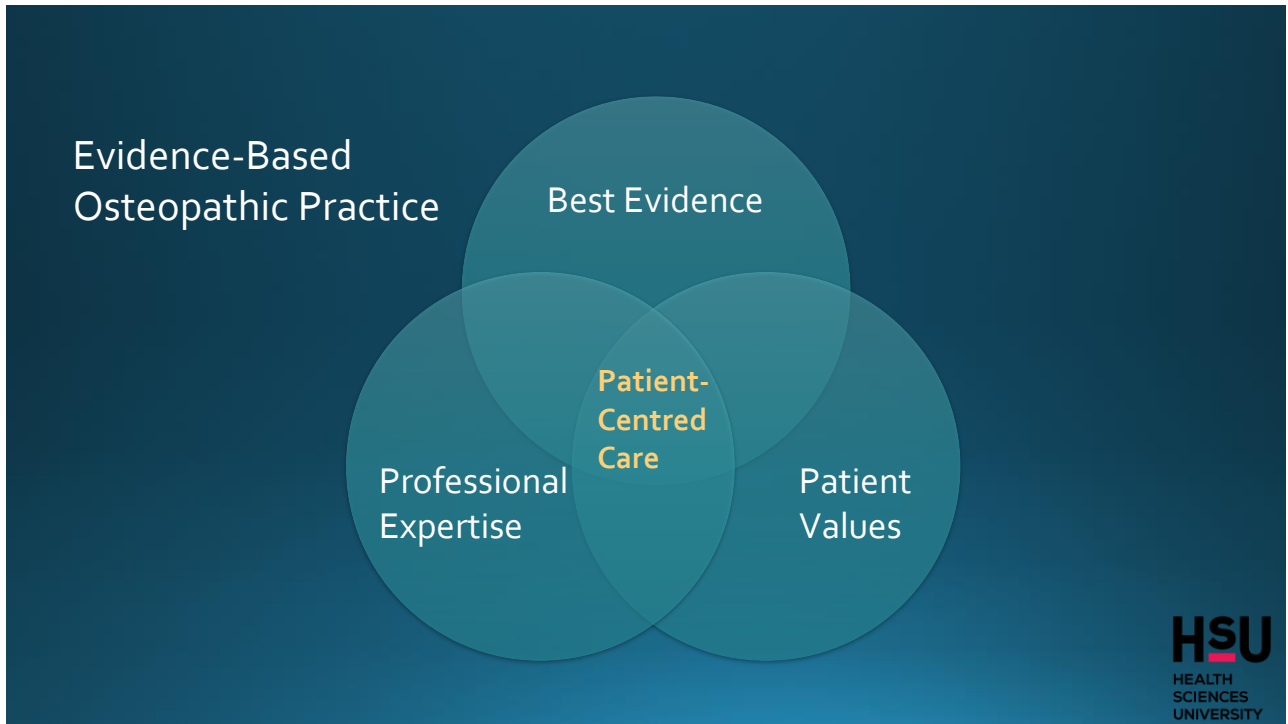 Evidence-Based
Osteopathic Practice
Best Evidence
Patient-
Centred
Care
Professional
Expertise
Patient
Values
HSU
HEALTH
SCIENCES
UNIVERSITY